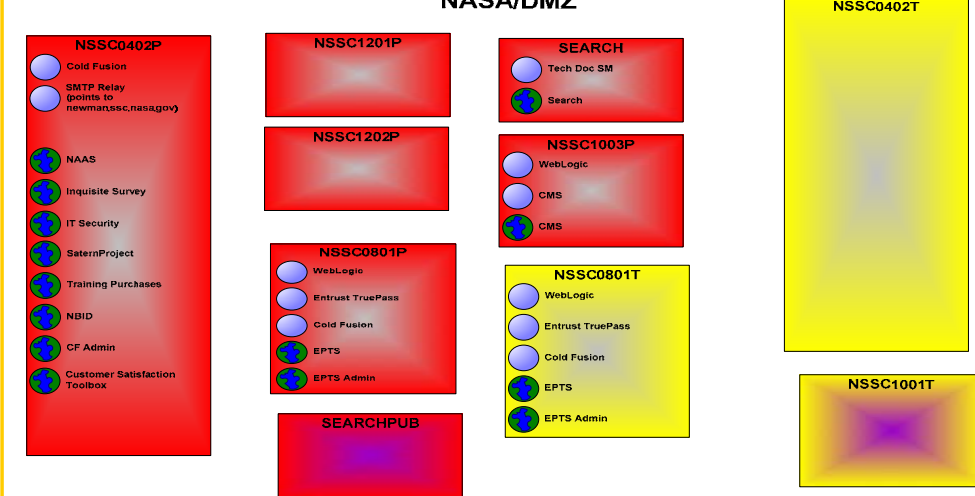 NASA/DMZ
NSSC0402P
Cold Fusion
SMTP Relay
(points to
newman,ssc,nasa,gov)
NAAS
Inquisite Survey
IT Security
SaternProject
Training Purchases
NBID
CF Admin
Customer Satisfaction
Toolbox
NSSC1201P
NSSC1202P
NSSC0801P
WebLogic
Entrust TruePass
Cold Fusion
EPTS
EPTS Admin
SEARCHPUB
SEARCH
Tech Doc SM
Search
NSSC1003P
WebLogic
CMS
CMS
NSSC0801T
WebLogic
Entrust TruePass
Cold Fusion
EPTS
EPTS Admin
NSSC0402T
NSSC1001T